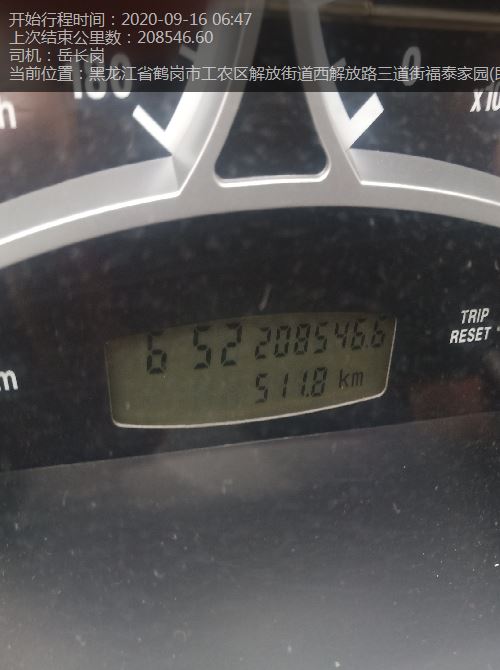 开始行程时间：2020-09-16 06:47
上次结束公里数：208546.60
司机：岳长岗
当前位置：黑龙江省鹤岗市工农区解放街道西解放路三道街福泰家园(
180
0
h
X10
6 52 208546.6
511.8 km
TRIP
RESET
m